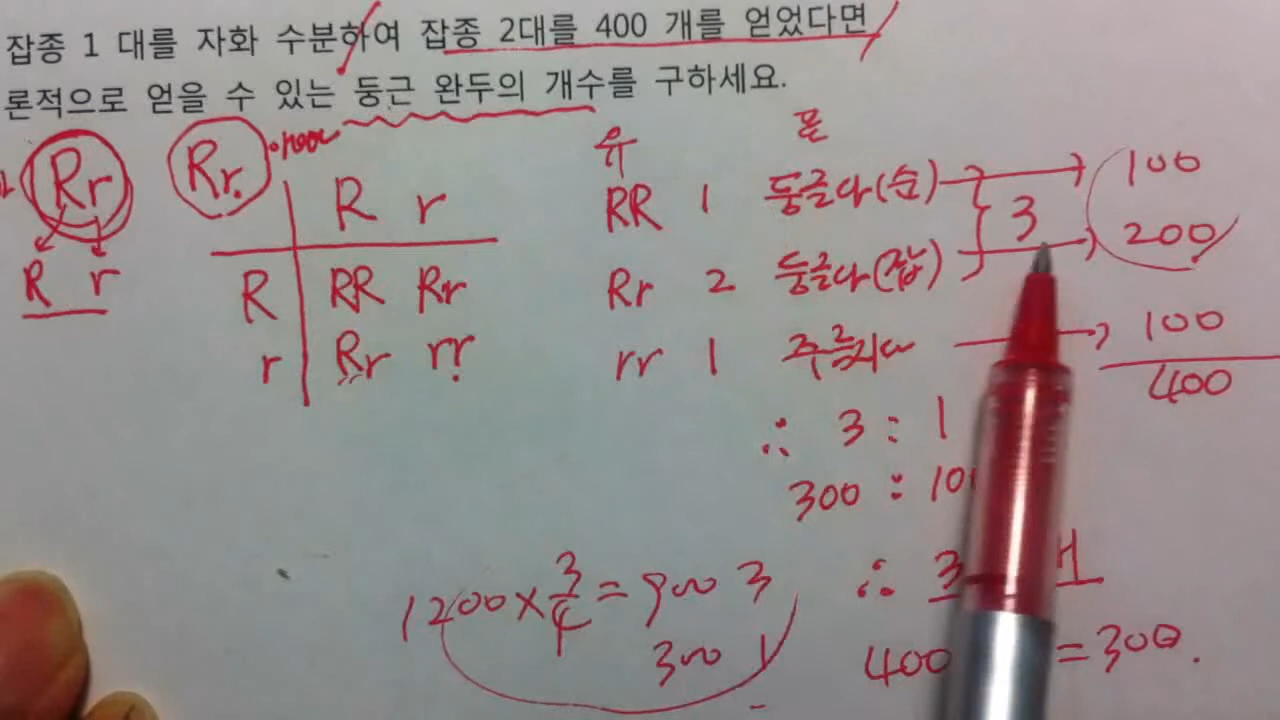 잡종 1 대를 자화 수분하여 잡종 2대를 400 개를 얻었다면
론적으로 얻을 수 있는 둥근 완두의 개수를 구하세요.
Rr Rr
R r
R r
R RR Rr
r Rr rr
유 표
RR 1 둥글다(순) 100
3
Rr 2 둥글다(잡) 200
rr 1 주름지다 100
400
∴ 3 : 1
300 : 10
∴ 3
1200 × 3/4 = 900 3
300 1
400 = 300.